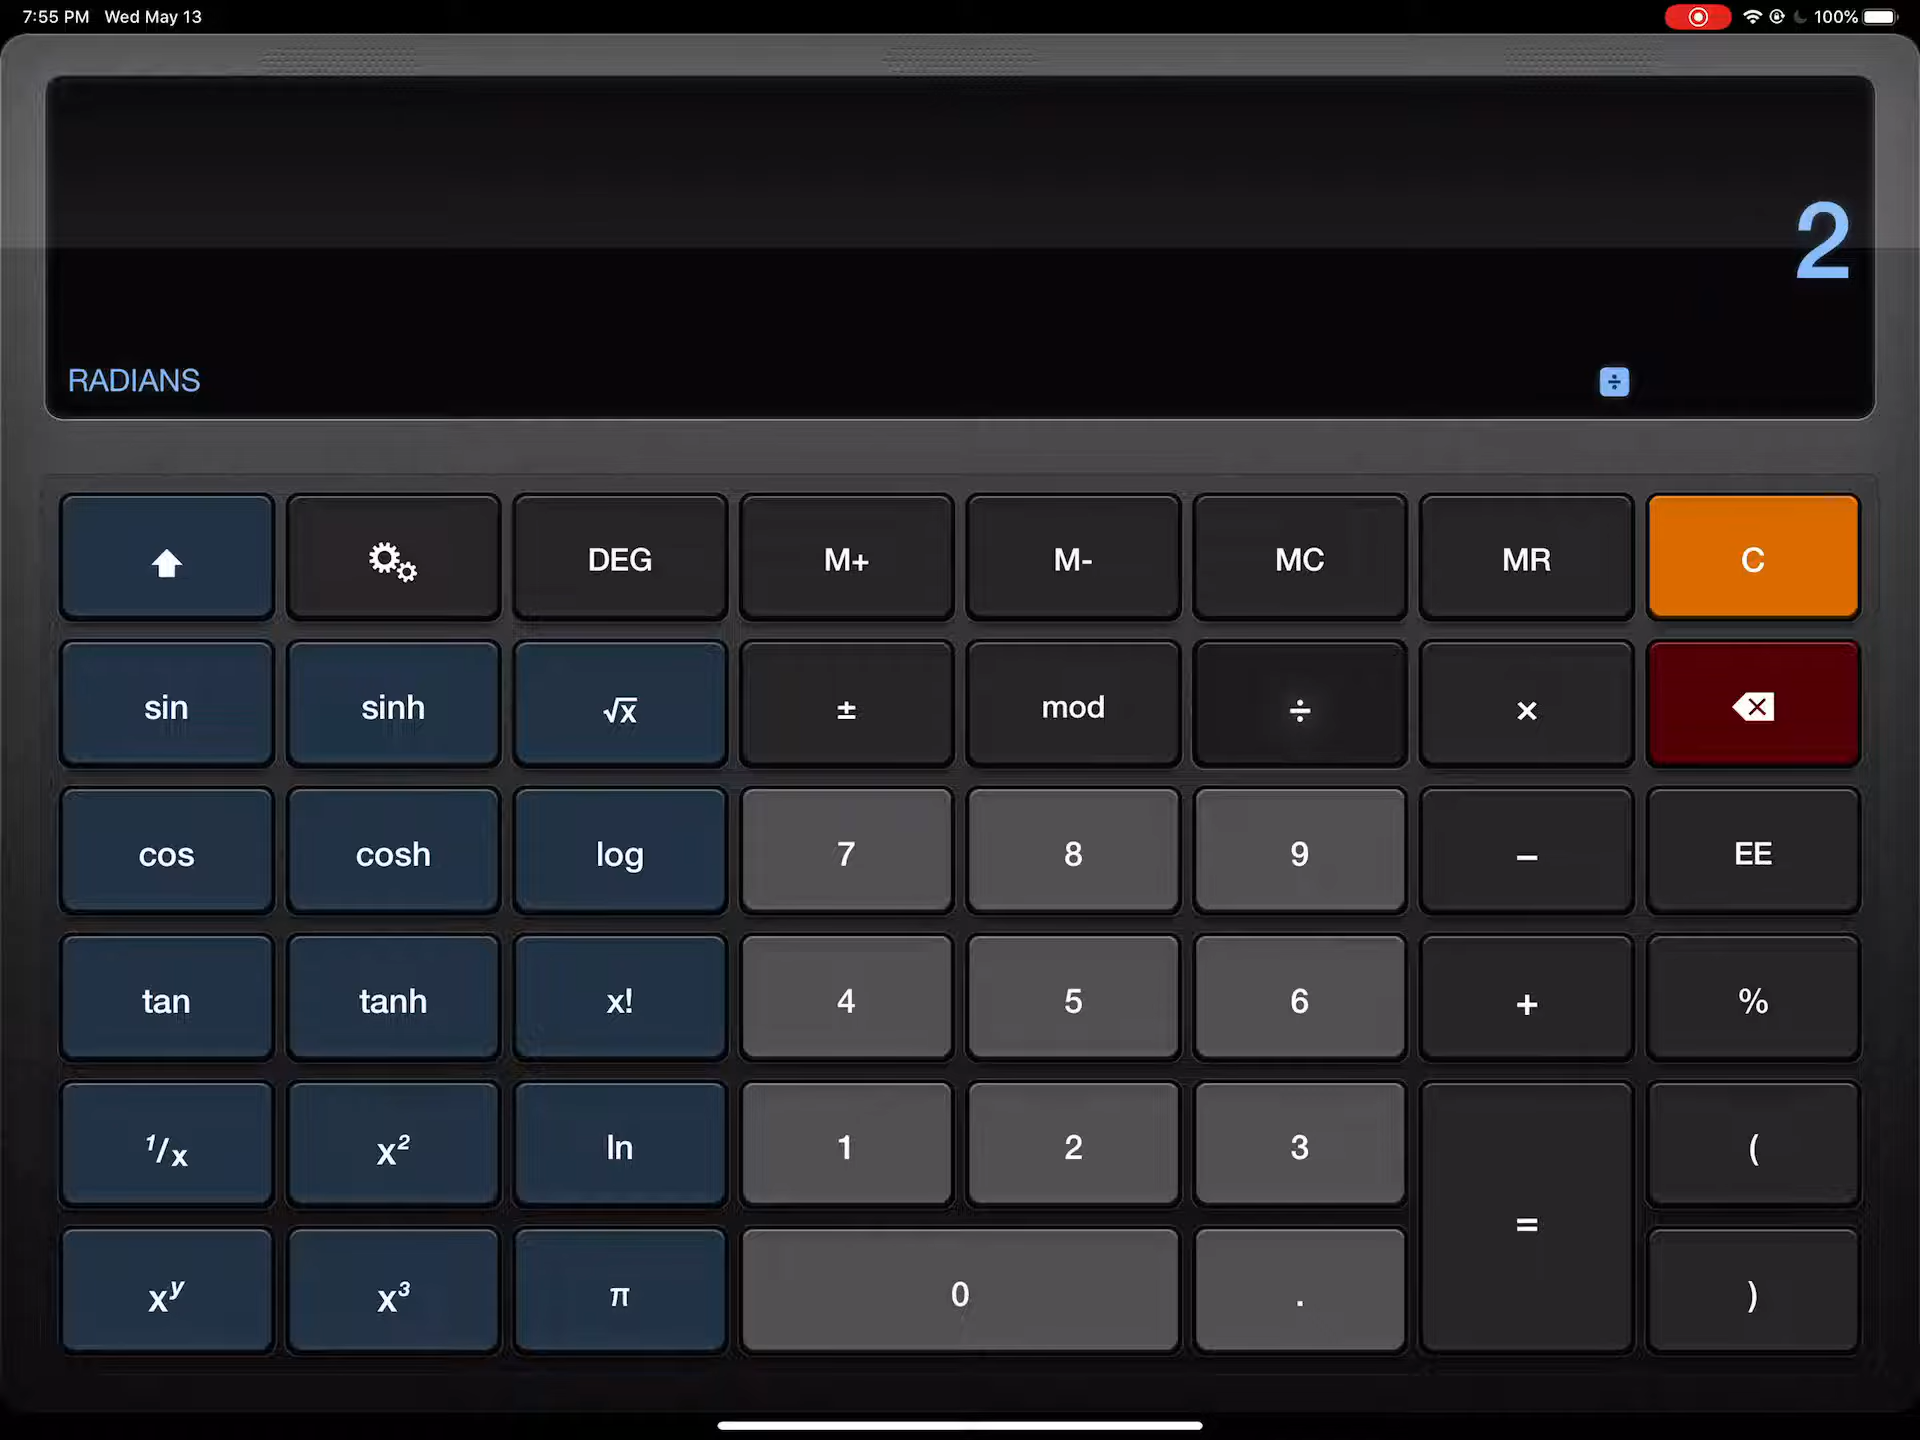 7:55 PM Wed May 13
100%
2
RADIANS
÷
DEG M+ M- MC MR C
sin sinh √x ± mod ÷ ×
cos cosh log 7 8 9 − EE
tan tanh x! 4 5 6 + %
¹/x x² ln 1 2 3 = (
xʸ x³ π 0 . )